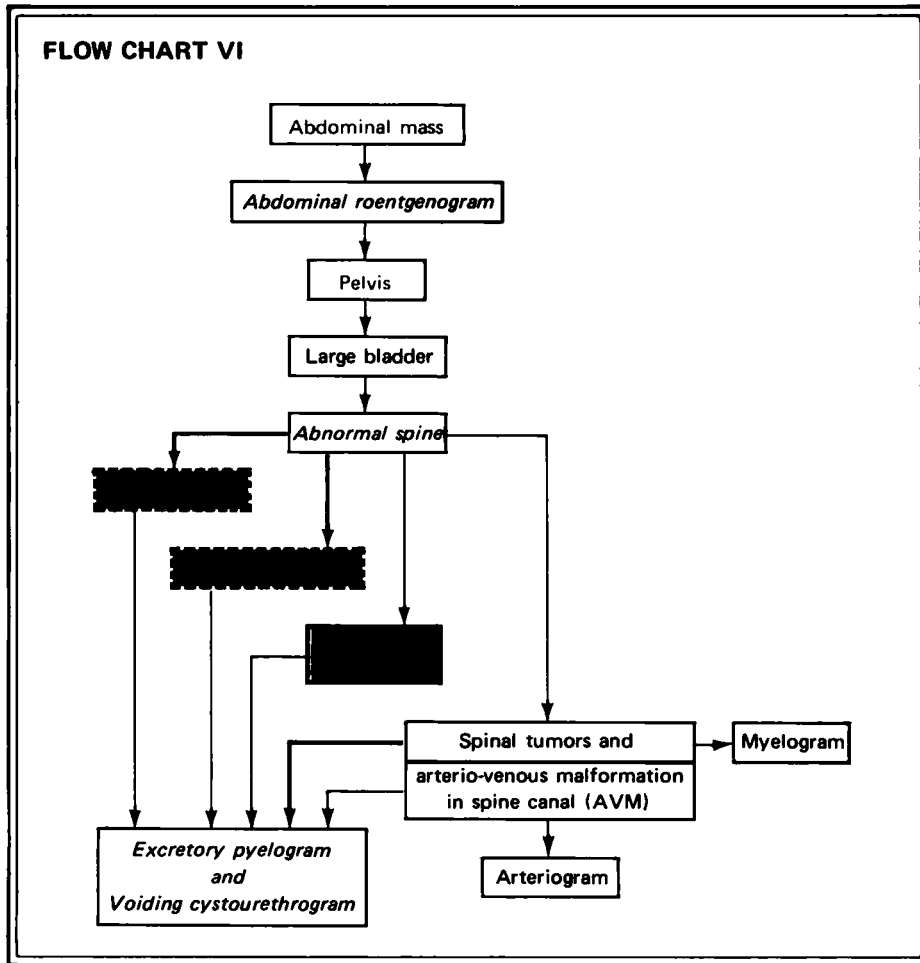 FLOW CHART VI
Abdominal mass
Abdominal roentgenogram
Pelvis
Large bladder
Abnormal spine
Spinal tumors and
Myelogram
arterio-venous malformation
in spine canal (AVM)
Arteriogram
Excretory pyelogram
and
Voiding cystourethrogram